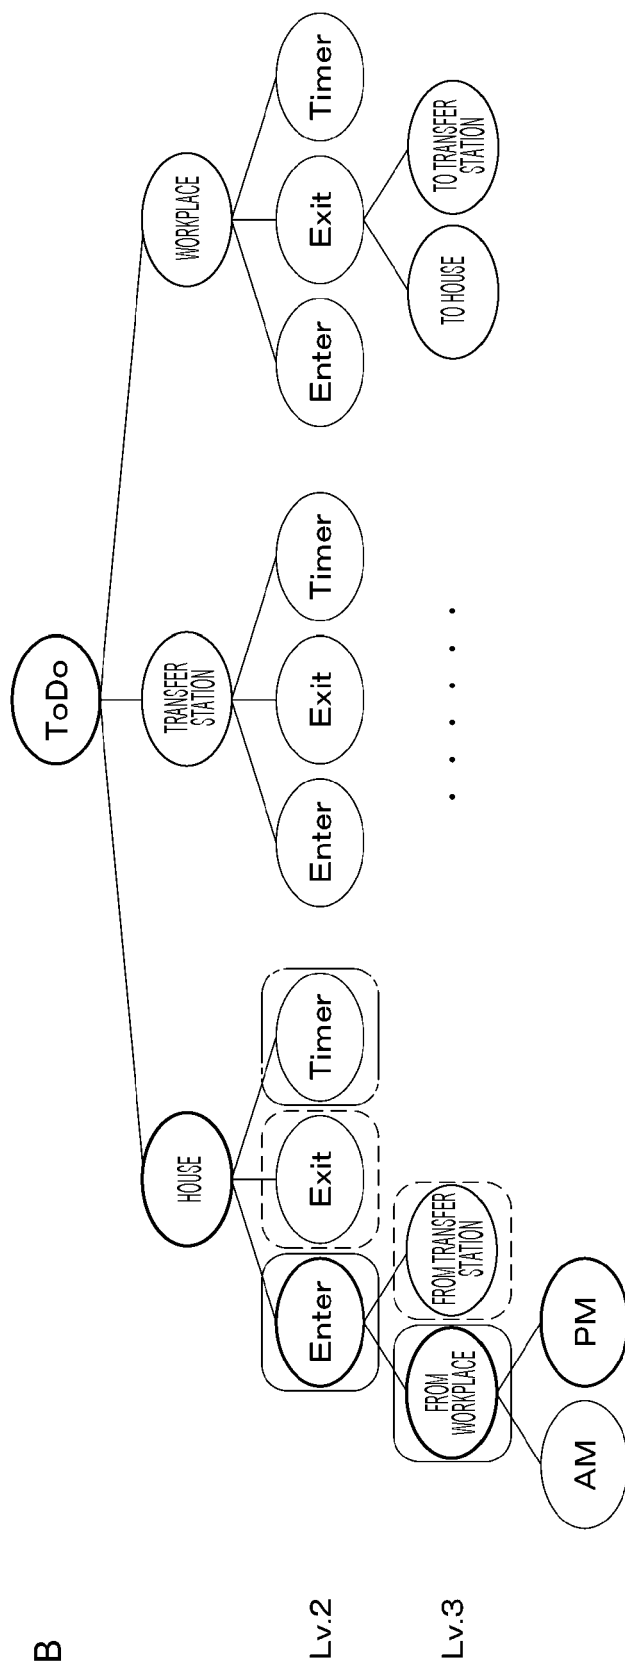 B
ToDo
HOUSE
TRANSFER
STATION
WORKPLACE
Lv.2
Enter
Exit
Timer
Enter
Exit
Timer
Enter
Exit
Timer
Lv.3
FROM
WORKPLACE
FROM TRANSFER
STATION
. . . . . .
TO HOUSE
TO TRANSFER
STATION
AM
PM